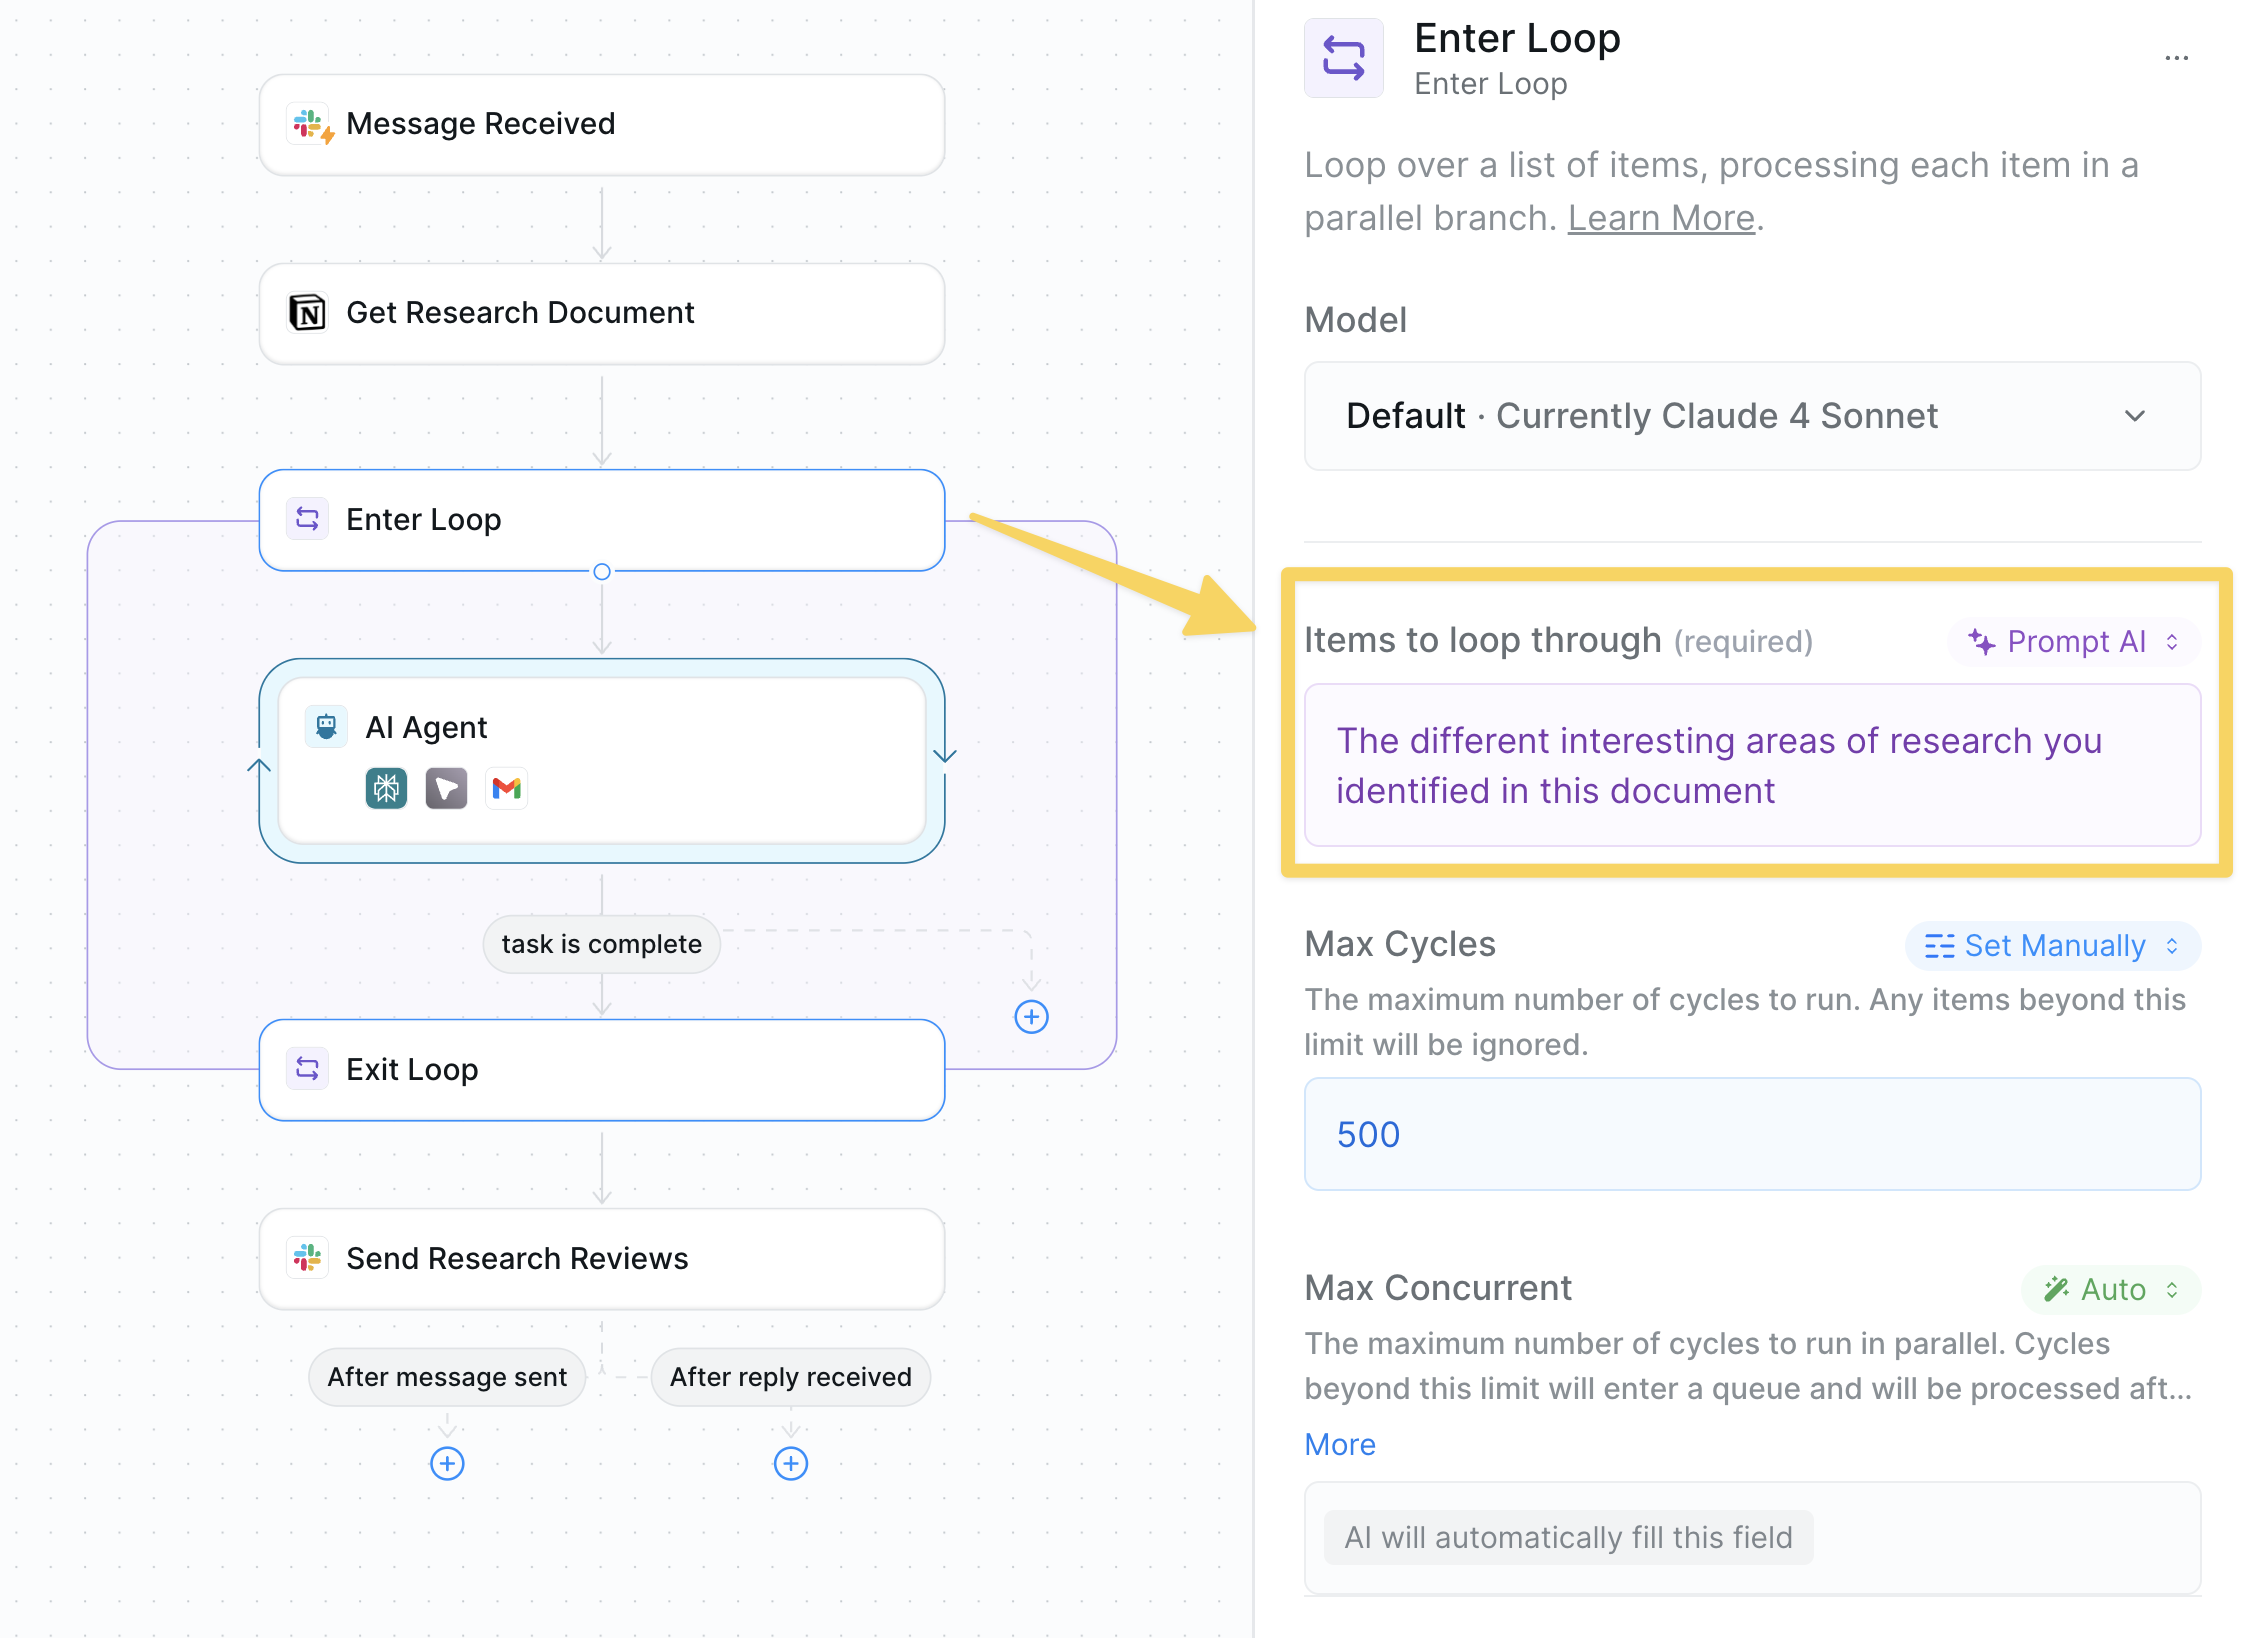 Message Received
Get Research Document
Enter Loop
AI Agent
task is complete
Exit Loop
Send Research Reviews
After message sent
After reply received
Enter Loop
Enter Loop
Loop over a list of items, processing each item in a
parallel branch. Learn More.
Model
Default · Currently Claude 4 Sonnet
Items to loop through (required)
Prompt AI
The different interesting areas of research you
identified in this document
Max Cycles
Set Manually
The maximum number of cycles to run. Any items beyond this
limit will be ignored.
500
Max Concurrent
Auto
The maximum number of cycles to run in parallel. Cycles
beyond this limit will enter a queue and will be processed aft...
More
AI will automatically fill this field